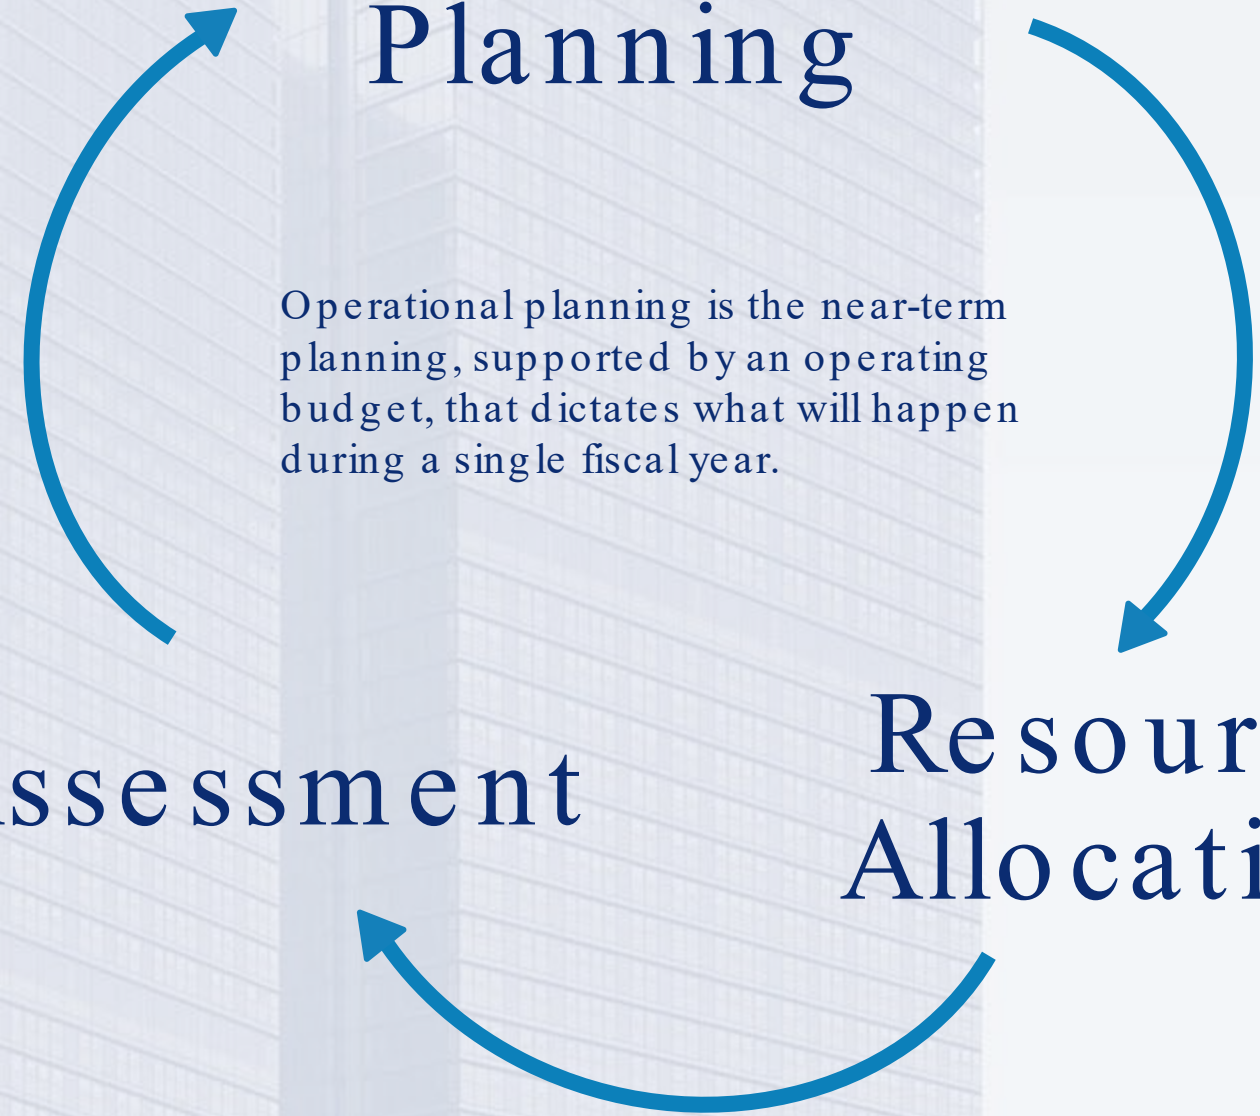 Planning
Operational planning is the near-term
planning, supported by an operating
budget, that dictates what will happen
during a single fiscal year.
ssessment
Resour
Allocati